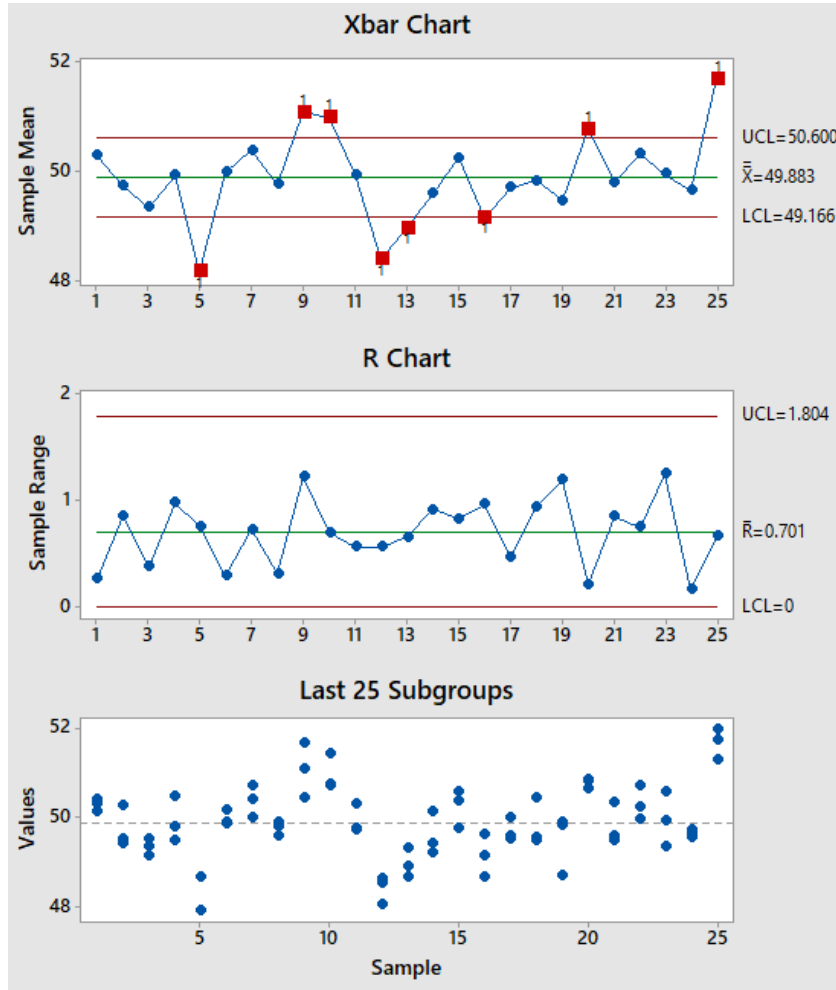 Xbar Chart
Sample Mean
52
50
48
1
1
1
1
1
1
1
1
UCL=50.600
X̿=49.883
LCL=49.166
1 3 5 7 9 11 13 15 17 19 21 23 25
R Chart
Sample Range
2
1
0
UCL=1.804
R̄=0.701
LCL=0
1 3 5 7 9 11 13 15 17 19 21 23 25
Last 25 Subgroups
Values
52
50
48
5 10 15 20 25
Sample